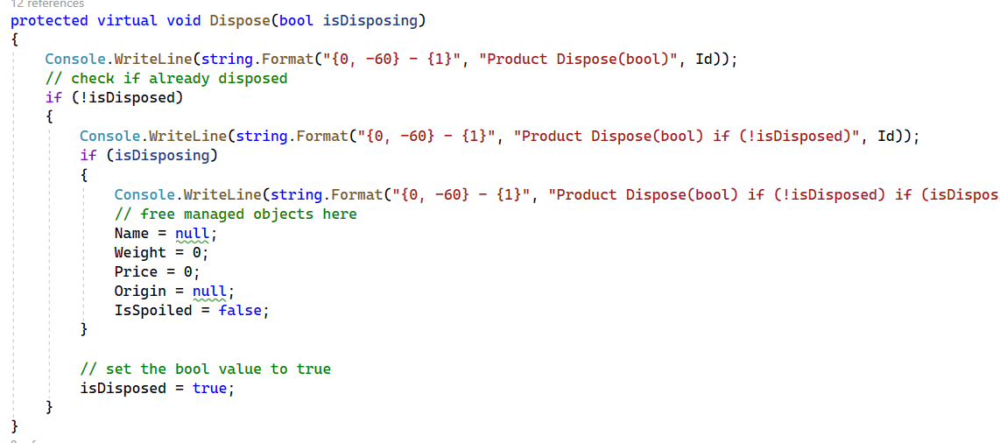 12 references
protected virtual void Dispose(bool isDisposing)
{
    Console.WriteLine(string.Format("{0, -60} - {1}", "Product Dispose(bool)", Id));
    // check if already disposed
    if (!isDisposed)
    {
        Console.WriteLine(string.Format("{0, -60} - {1}", "Product Dispose(bool) if (!isDisposed)", Id));
        if (isDisposing)
        {
            Console.WriteLine(string.Format("{0, -60} - {1}", "Product Dispose(bool) if (!isDisposed) if (isDispos
            // free managed objects here
            Name = null;
            Weight = 0;
            Price = 0;
            Origin = null;
            IsSpoiled = false;
        }
        // set the bool value to true
        isDisposed = true;
    }
}